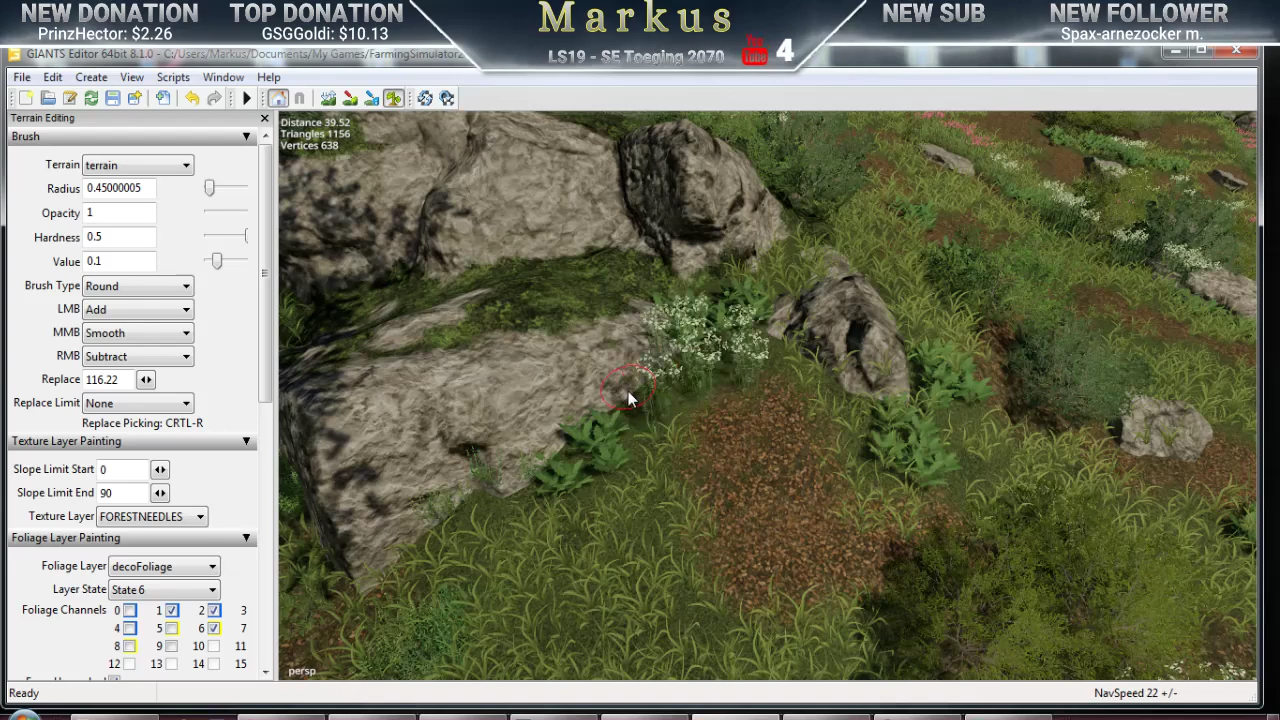 NEW DONATION
PrinzHector: $2.26
TOP DONATION
GSGGoldi: $10.13
Markus
LS19 - SE Toeging 2070
You Tube
4
NEW SUB
NEW FOLLOWER
Spax-arnezocker m.
GIANTS Editor 64bit 8.1.0 - C:/Users/Markus/Documents/My Games/FarmingSimulator2
File Edit Create View Scripts Window Help
Terrain Editing
Brush
Terrain terrain
Radius 0.45000005
Opacity 1
Hardness 0.5
Value 0.1
Brush Type Round
LMB Add
MMB Smooth
RMB Subtract
Replace 116.22
Replace Limit None
Replace Picking: CRTL-R
Texture Layer Painting
Slope Limit Start 0
Slope Limit End 90
Texture Layer FORESTNEEDLES
Foliage Layer Painting
Foliage Layer decoFoliage
Layer State State 6
Foliage Channels 0 1 2 3
4 5 6 7
8 9 10 11
12 13 14 15
Distance 39.52
Triangles 1156
Vertices 638
persp
Ready
NavSpeed 22 +/-